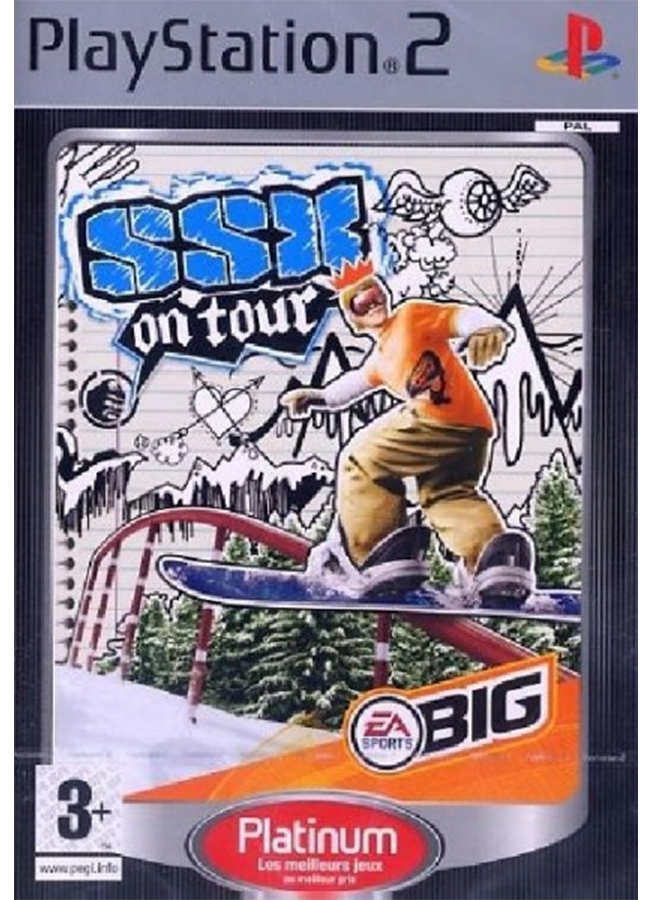 PlayStation®2
PAL
SSX
on tour
EA
SPORTS
BIG
3+
www.pegi.info
Platinum
Les meilleurs jeux
au meilleur prix